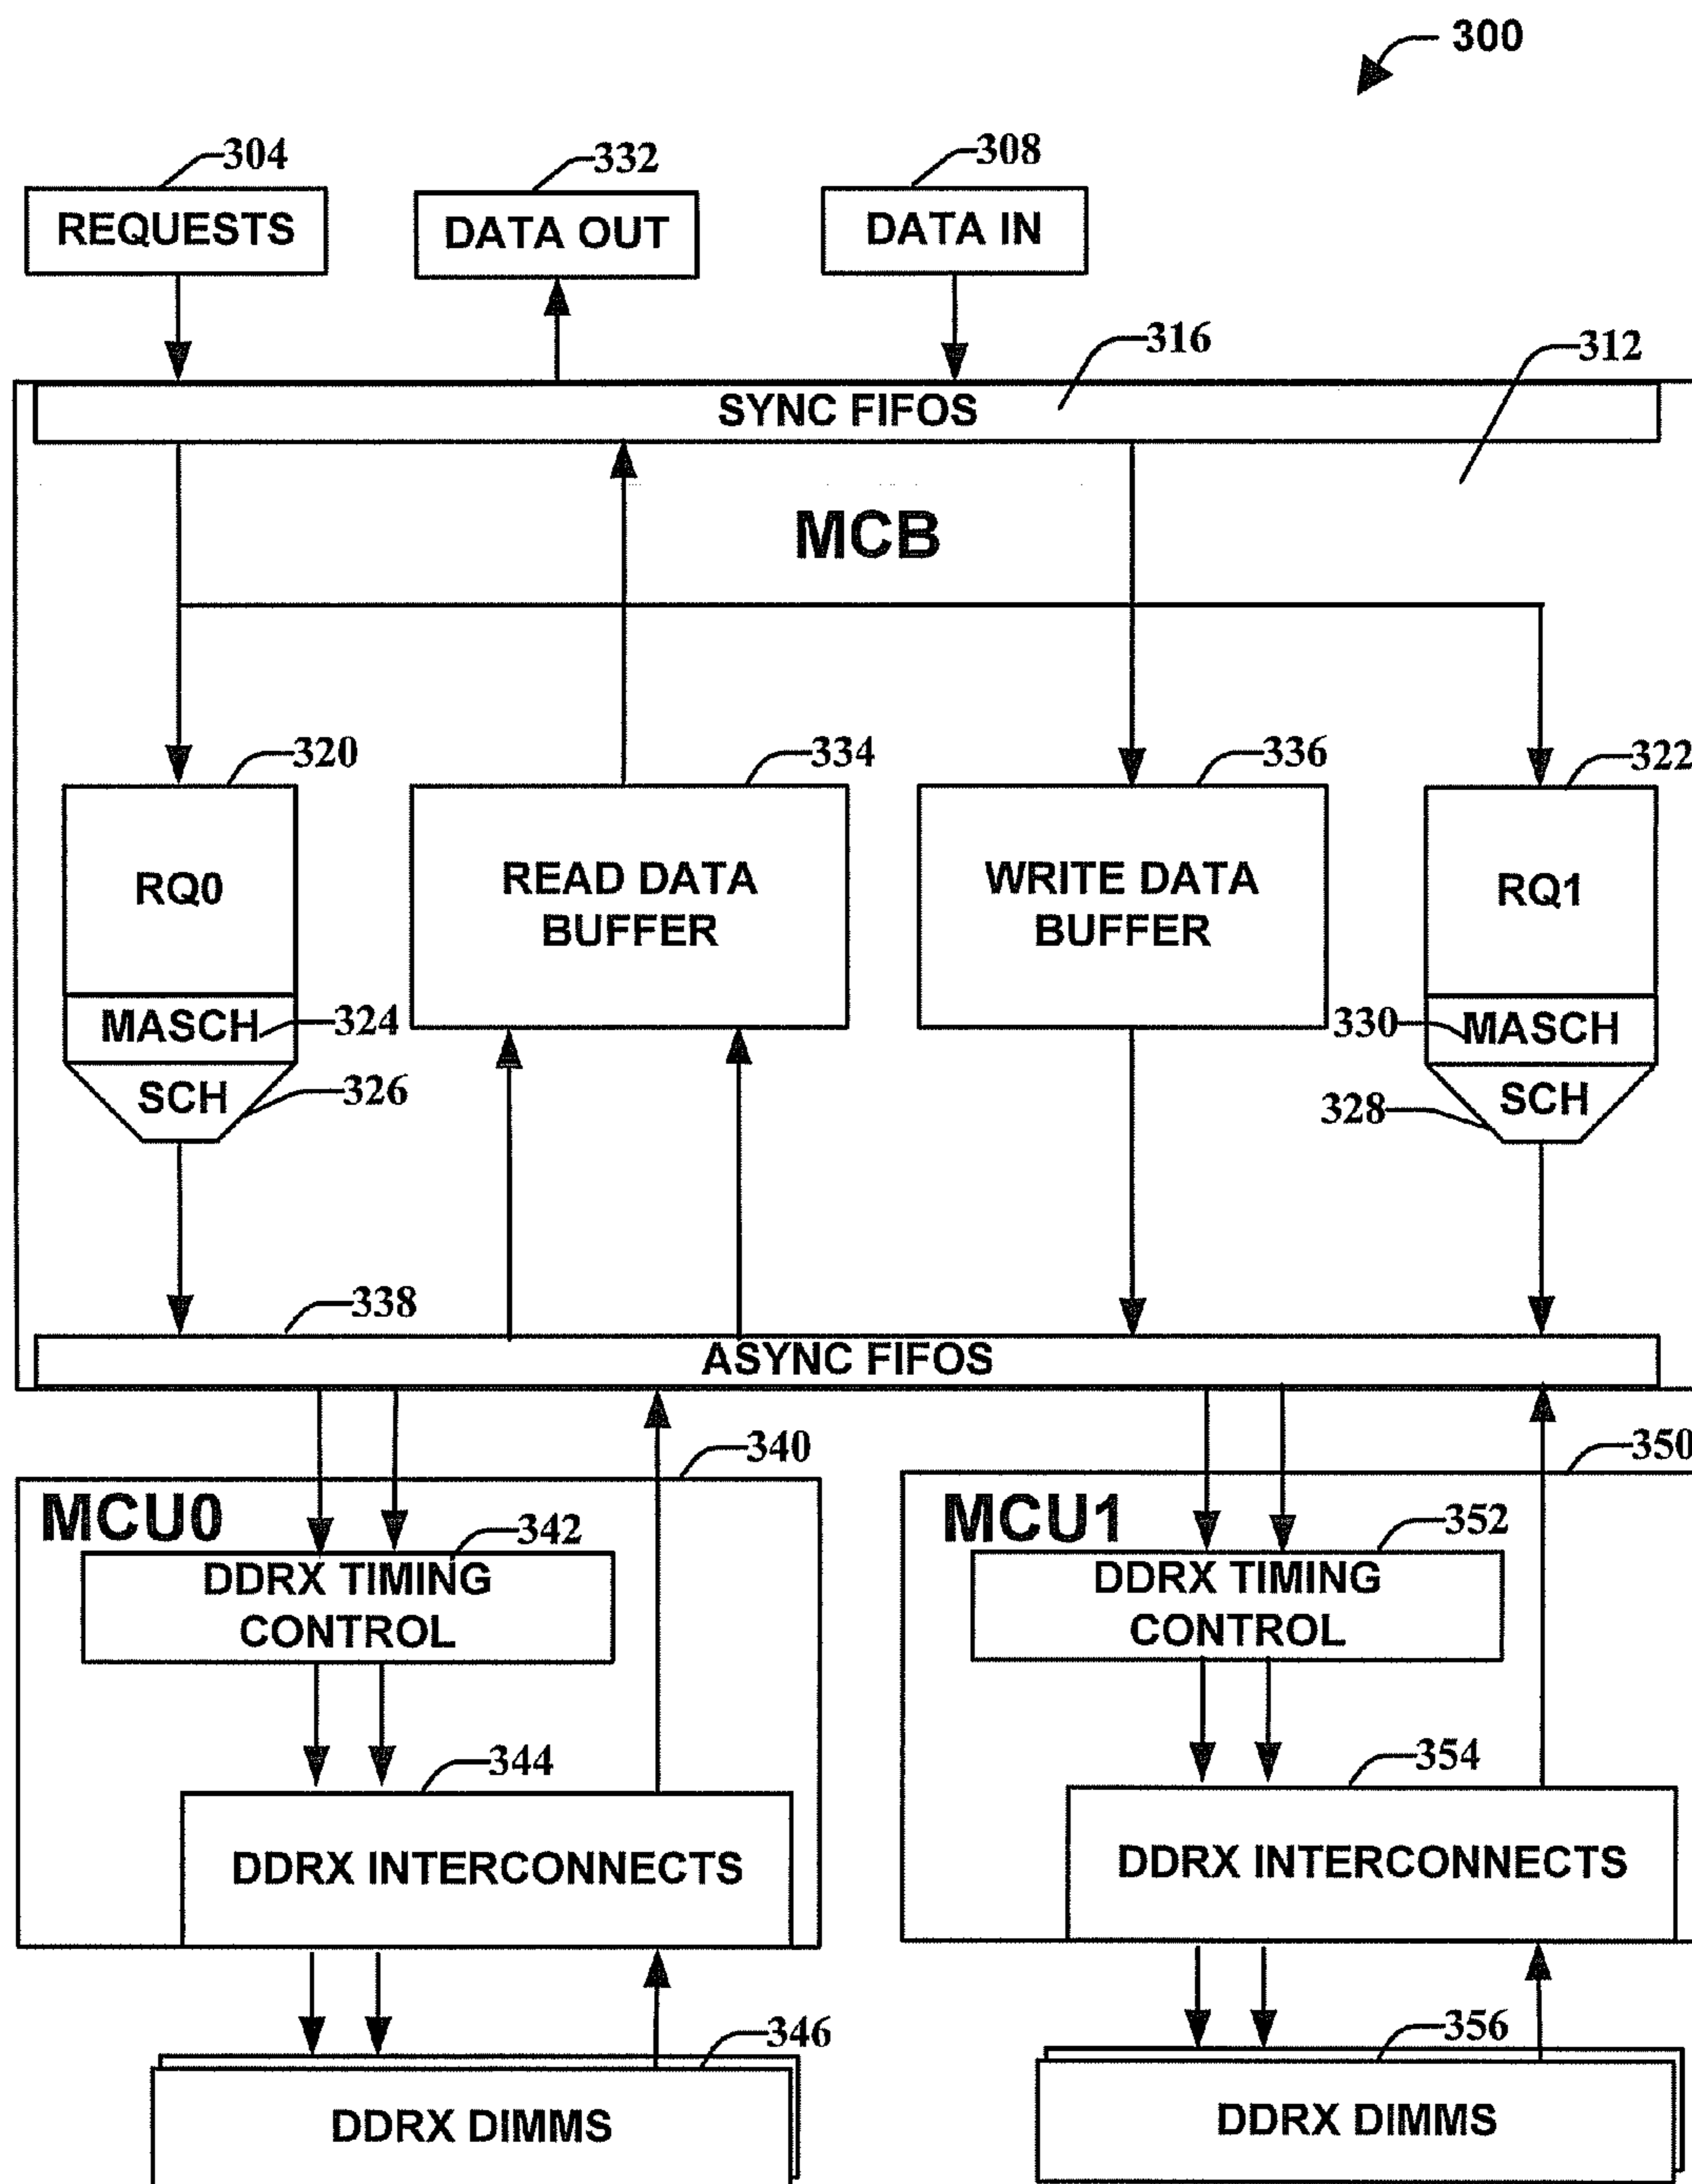 300
304
332
308
REQUESTS
DATA OUT
DATA IN
316
312
SYNC FIFOS
MCB
320
334
336
322
RQ0
READ DATA
BUFFER
WRITE DATA
BUFFER
RQ1
MASCH
324
330
MASCH
SCH
326
328
SCH
338
ASYNC FIFOS
340
350
MCU0
342
MCU1
352
DDRX TIMING
CONTROL
DDRX TIMING
CONTROL
344
354
DDRX INTERCONNECTS
DDRX INTERCONNECTS
346
356
DDRX DIMMS
DDRX DIMMS